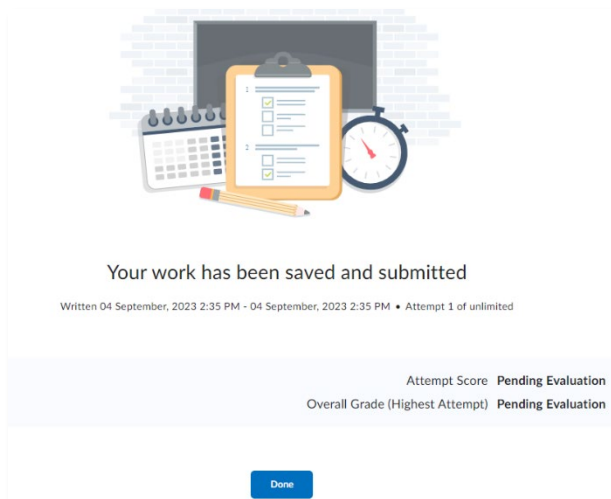 Your work has been saved and submitted
Written 04 September, 2023 2:35 PM - 04 September, 2023 2:35 PM • Attempt 1 of unlimited
Attempt Score Pending Evaluation
Overall Grade (Highest Attempt) Pending Evaluation
Done